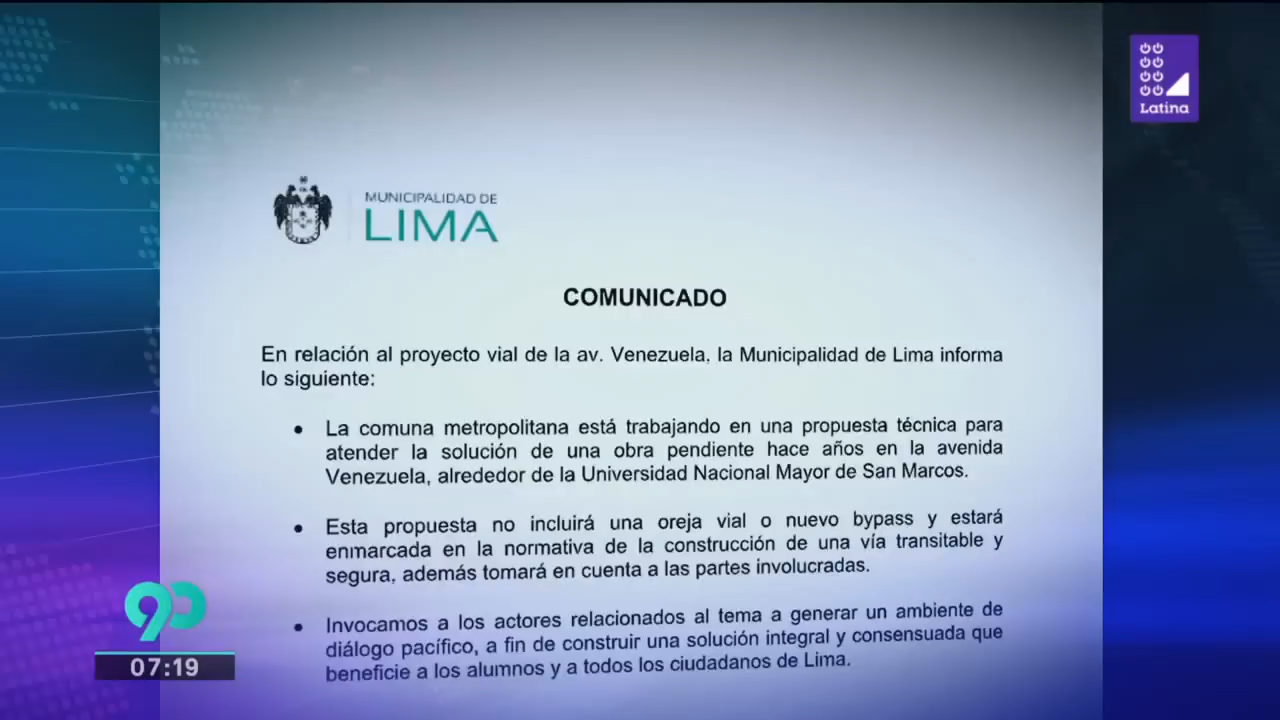 Latina
MUNICIPALIDAD DE
LIMA
COMUNICADO
En relación al proyecto vial de la av. Venezuela, la Municipalidad de Lima informa
lo siguiente:
• La comuna metropolitana está trabajando en una propuesta técnica para
atender la solución de una obra pendiente hace años en la avenida
Venezuela, alrededor de la Universidad Nacional Mayor de San Marcos.
• Esta propuesta no incluirá una oreja vial o nuevo bypass y estará
enmarcada en la normativa de la construcción de una vía transitable y
segura, además tomará en cuenta a las partes involucradas.
• Invocamos a los actores relacionados al tema a generar un ambiente de
diálogo pacífico, a fin de construir una solución integral y consensuada que
beneficie a los alumnos y a todos los ciudadanos de Lima.
90
07:19